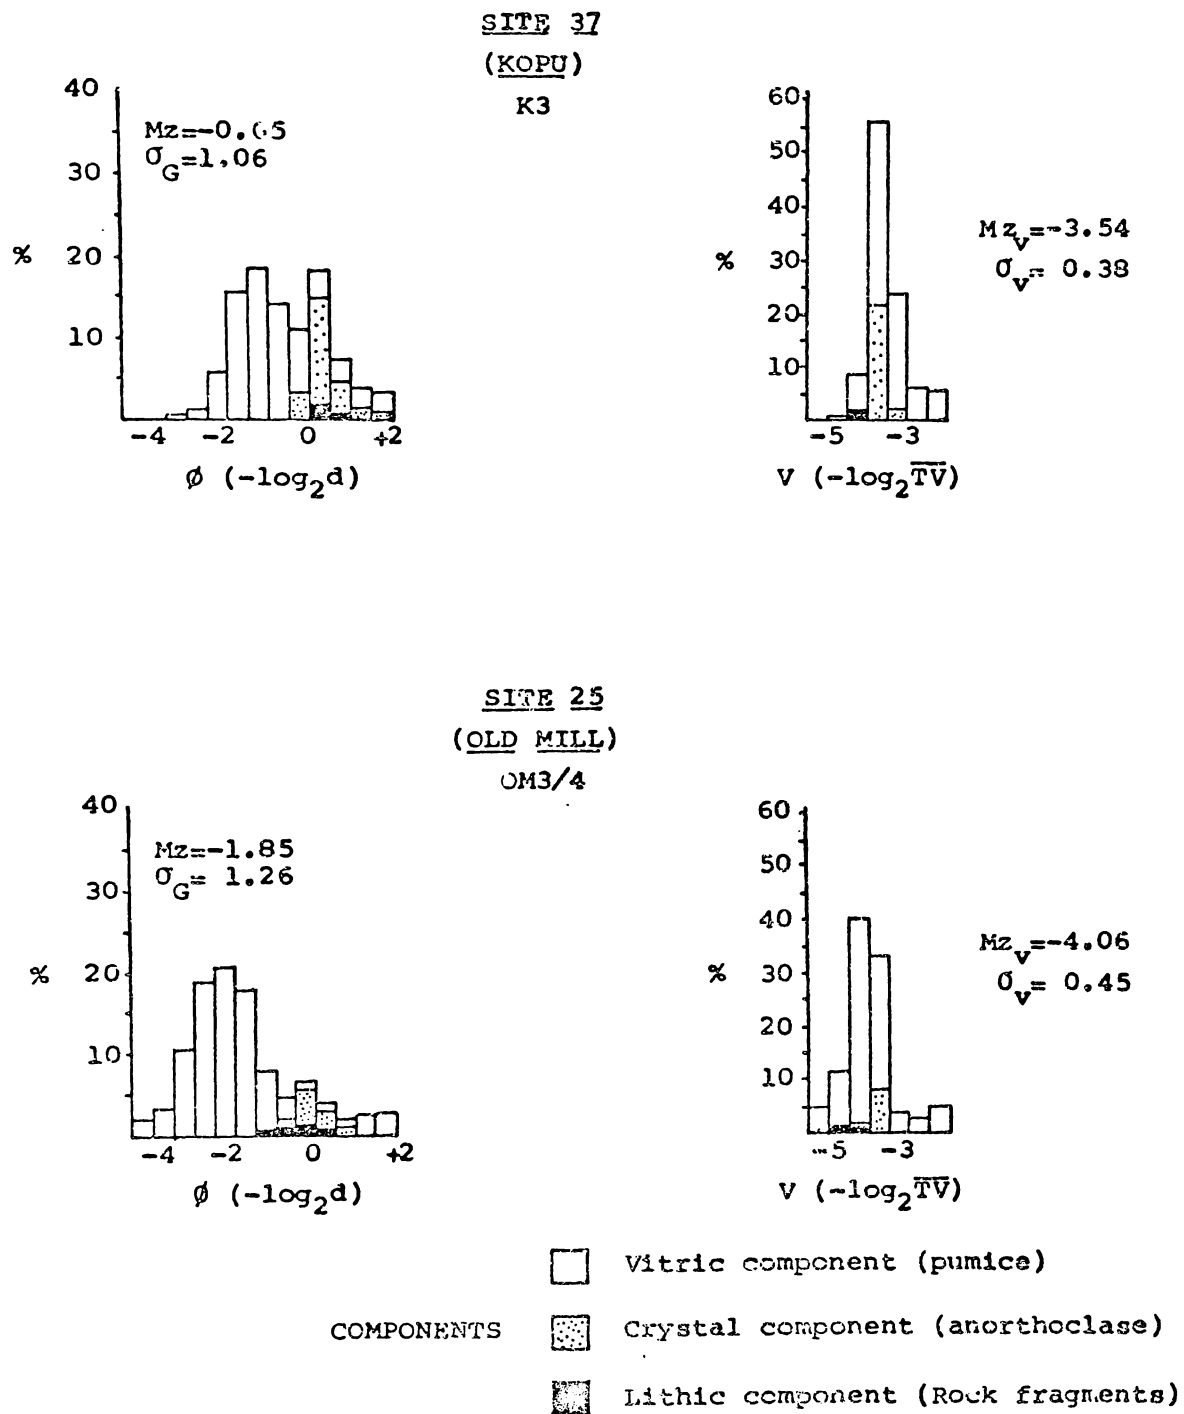 SITE 37
(KOPU)
K3
40
30
20
10
%
Mz=-0.65
σG=1.06
-4 -2 0 +2
Ø (-log2d)
60
50
40
30
20
10
%
Mzv=-3.54
σv= 0.38
-5 -3
V (-log2TV)
SITE 25
(OLD MILL)
OM3/4
40
30
20
10
%
Mz=-1.85
σG= 1.26
-4 -2 0 +2
Ø (-log2d)
60
50
40
30
20
10
%
Mzv=-4.06
σv= 0.45
-5 -3
V (-log2TV)
COMPONENTS
Vitric component (pumice)
Crystal component (anorthoclase)
Lithic component (Rock fragments)